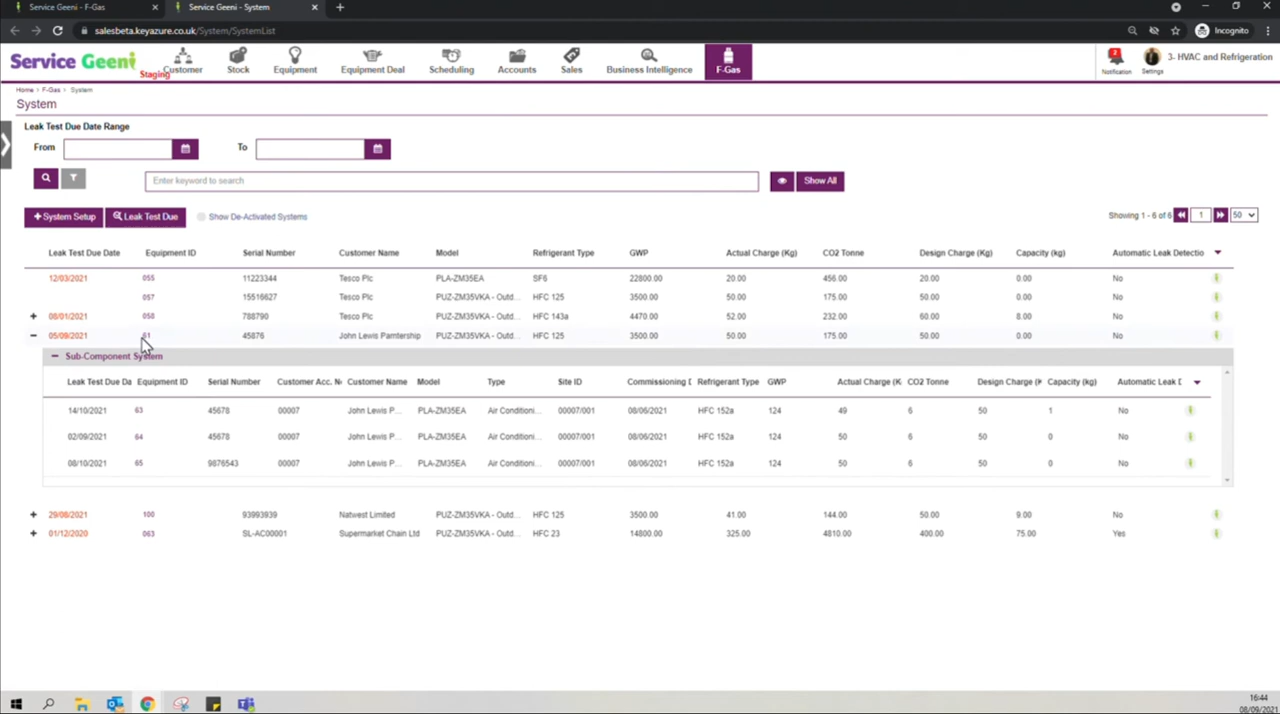 Service Geeni - F-Gas
Service Geeni - System
salesbeta.keyazure.co.uk/System/SystemList
Incognito
Service Geeni
Staging
Customer
Stock
Equipment
Equipment Deal
Scheduling
Accounts
Sales
Business Intelligence
F-Gas
2
Notification
Settings
3- HVAC and Refrigeration
Home > F-Gas > System
System
Leak Test Due Date Range
From
To
Enter keyword to search
Show All
+System Setup
Leak Test Due
Show De-Activated Systems
Showing 1 - 6 of 6
1
50
Leak Test Due Date Equipment ID Serial Number Customer Name Model Refrigerant Type GWP Actual Charge (Kg) CO2 Tonne Design Charge (Kg) Capacity (kg) Automatic Leak Detectio
12/03/2021 055 11223344 Tesco Plc PLA-ZM35EA SF6 22800.00 20.00 456.00 20.00 0.00 No
057 15516627 Tesco Plc PUZ-ZM35VKA - Outd... HFC 125 3500.00 50.00 175.00 50.00 0.00 No
+ 08/01/2021 058 788790 Tesco Plc PUZ-ZM35VKA - Outd... HFC 143a 4470.00 52.00 232.00 60.00 8.00 No
- 05/09/2021 61 45876 John Lewis Parntership PUZ-ZM35VKA - Outd... HFC 125 3500.00 50.00 175.00 50.00 0.00 No
- Sub-Component System
Leak Test Due Da Equipment ID Serial Number Customer Acc. N Customer Name Model Type Site ID Commissioning D Refrigerant Type GWP Actual Charge (K CO2 Tonne Design Charge (K Capacity (kg) Automatic Leak D
14/10/2021 63 45678 00007 John Lewis P... PLA-ZM35EA Air Conditioni... 00007/001 08/06/2021 HFC 152a 124 49 6 50 1 No
02/09/2021 64 45678 00007 John Lewis P... PLA-ZM35EA Air Conditioni... 00007/001 08/06/2021 HFC 152a 124 50 6 50 0 No
08/10/2021 65 9876543 00007 John Lewis P... PLA-ZM35EA Air Conditioni... 00007/001 08/06/2021 HFC 152a 124 50 6 50 0 No
+ 29/08/2021 100 93993939 Natwest Limited PUZ-ZM35VKA - Outd... HFC 125 3500.00 41.00 144.00 50.00 9.00 No
+ 01/12/2020 063 SL-AC00001 Supermarket Chain Ltd PUZ-ZM35VKA - Outd... HFC 23 14800.00 325.00 4810.00 400.00 75.00 Yes
16:44
08/09/2021